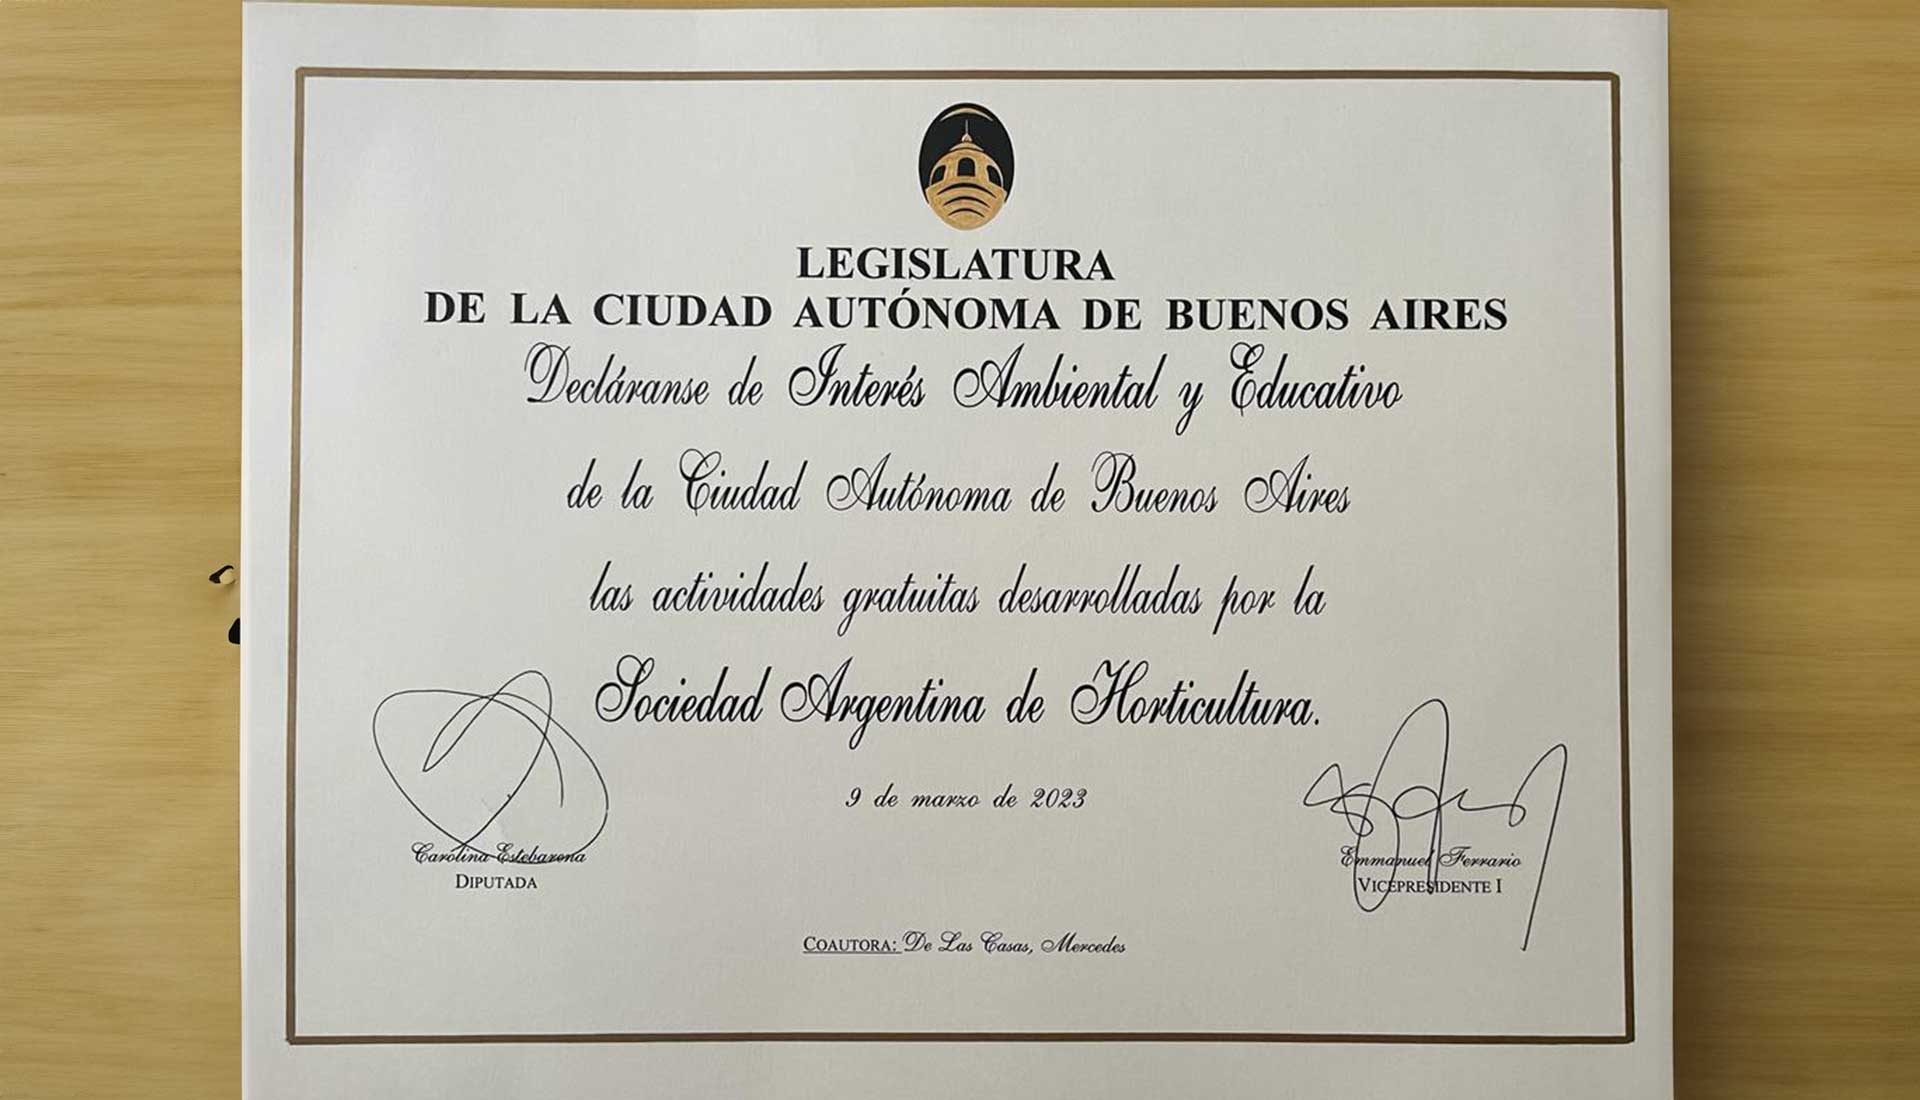 LEGISLATURA
DE LA CIUDAD AUTÓNOMA DE BUENOS AIRES
Decláranse de Interés Ambiental y Educativo
de la Ciudad Autónoma de Buenos Aires
las actividades gratuitas desarrolladas por la
Sociedad Argentina de Horticultura.
9 de marzo de 2023
Carolina Estebarena
DIPUTADA
Emmanuel Ferrario
VICEPRESIDENTE I
COAUTORA: De Las Casas, Mercedes